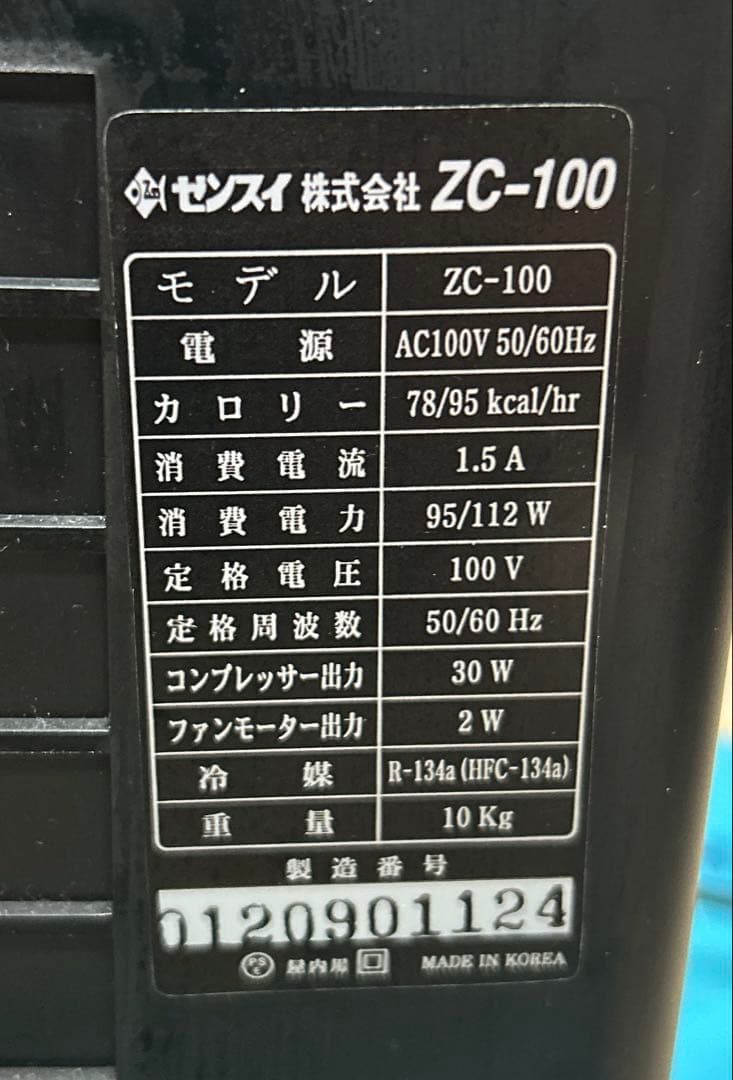 ゼンスイ 株式会社 ZC-100
モデル ZC-100
電源 AC100V 50/60Hz
カロリー 78/95 kcal/hr
消費電流 1.5 A
消費電力 95/112 W
定格電圧 100 V
定格周波数 50/60 Hz
コンプレッサー出力 30 W
ファンモーター出力 2 W
冷媒 R-134a (HFC-134a)
重量 10 Kg
製造番号
0120901124
PSE 屋内用 MADE IN KOREA